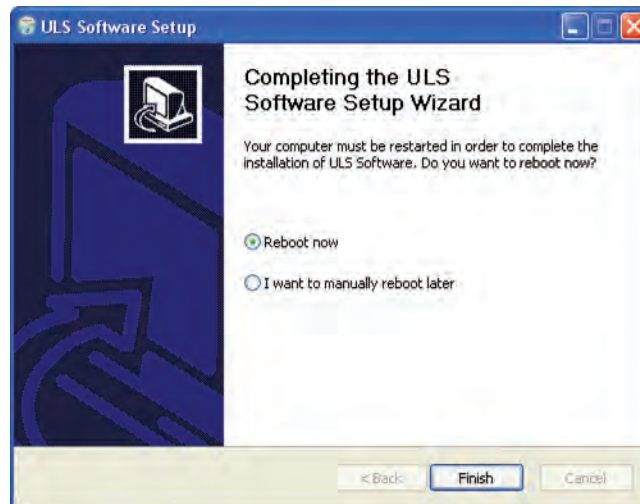 ULS Software Setup
Completing the ULS
Software Setup Wizard
Your computer must be restarted in order to complete the
installation of ULS Software. Do you want to reboot now?
Reboot now
I want to manually reboot later
< Back
Finish
Cancel